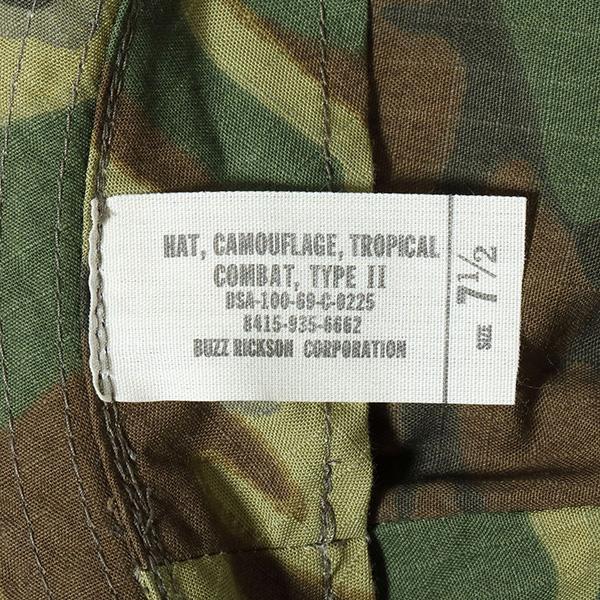 HAT, CAMOUFLAGE, TROPICAL
COMBAT, TYPE II
DSA-100-69-C-0225
8415-935-6662
BUZZ RICKSON CORPORATION
SIZE 7½